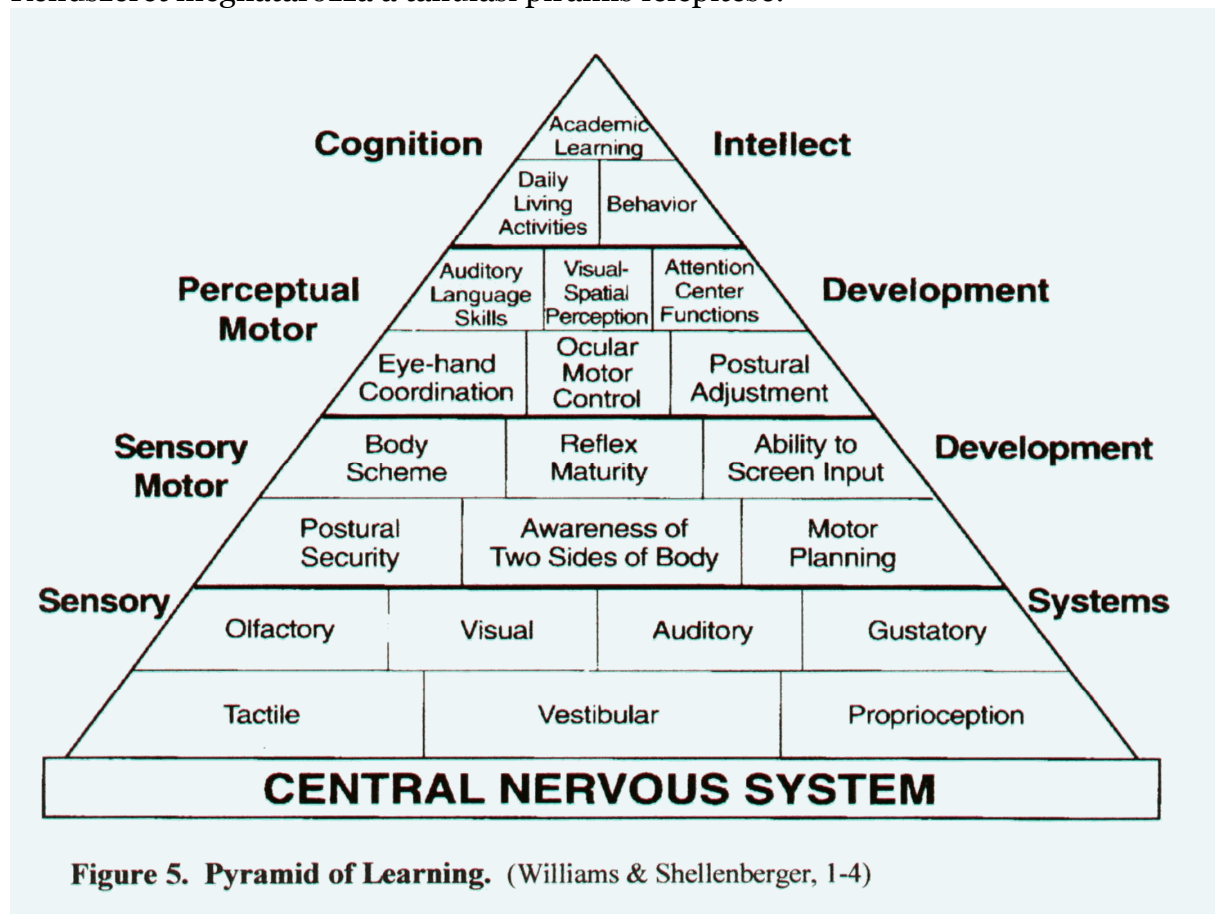 Academic
Learning
Cognition
Intellect
Daily
Living
Activities
Behavior
Perceptual
Motor
Development
Auditory
Language
Skills
Visual-
Spatial
Perception
Attention
Center
Functions
Eye-hand
Coordination
Ocular
Motor
Control
Postural
Adjustment
Sensory
Motor
Development
Body
Scheme
Reflex
Maturity
Ability to
Screen Input
Postural
Security
Awareness of
Two Sides of Body
Motor
Planning
Sensory
Systems
Olfactory
Visual
Auditory
Gustatory
Tactile
Vestibular
Proprioception
CENTRAL NERVOUS SYSTEM
Figure 5. Pyramid of Learning. (Williams & Shellenberger, 1-4)